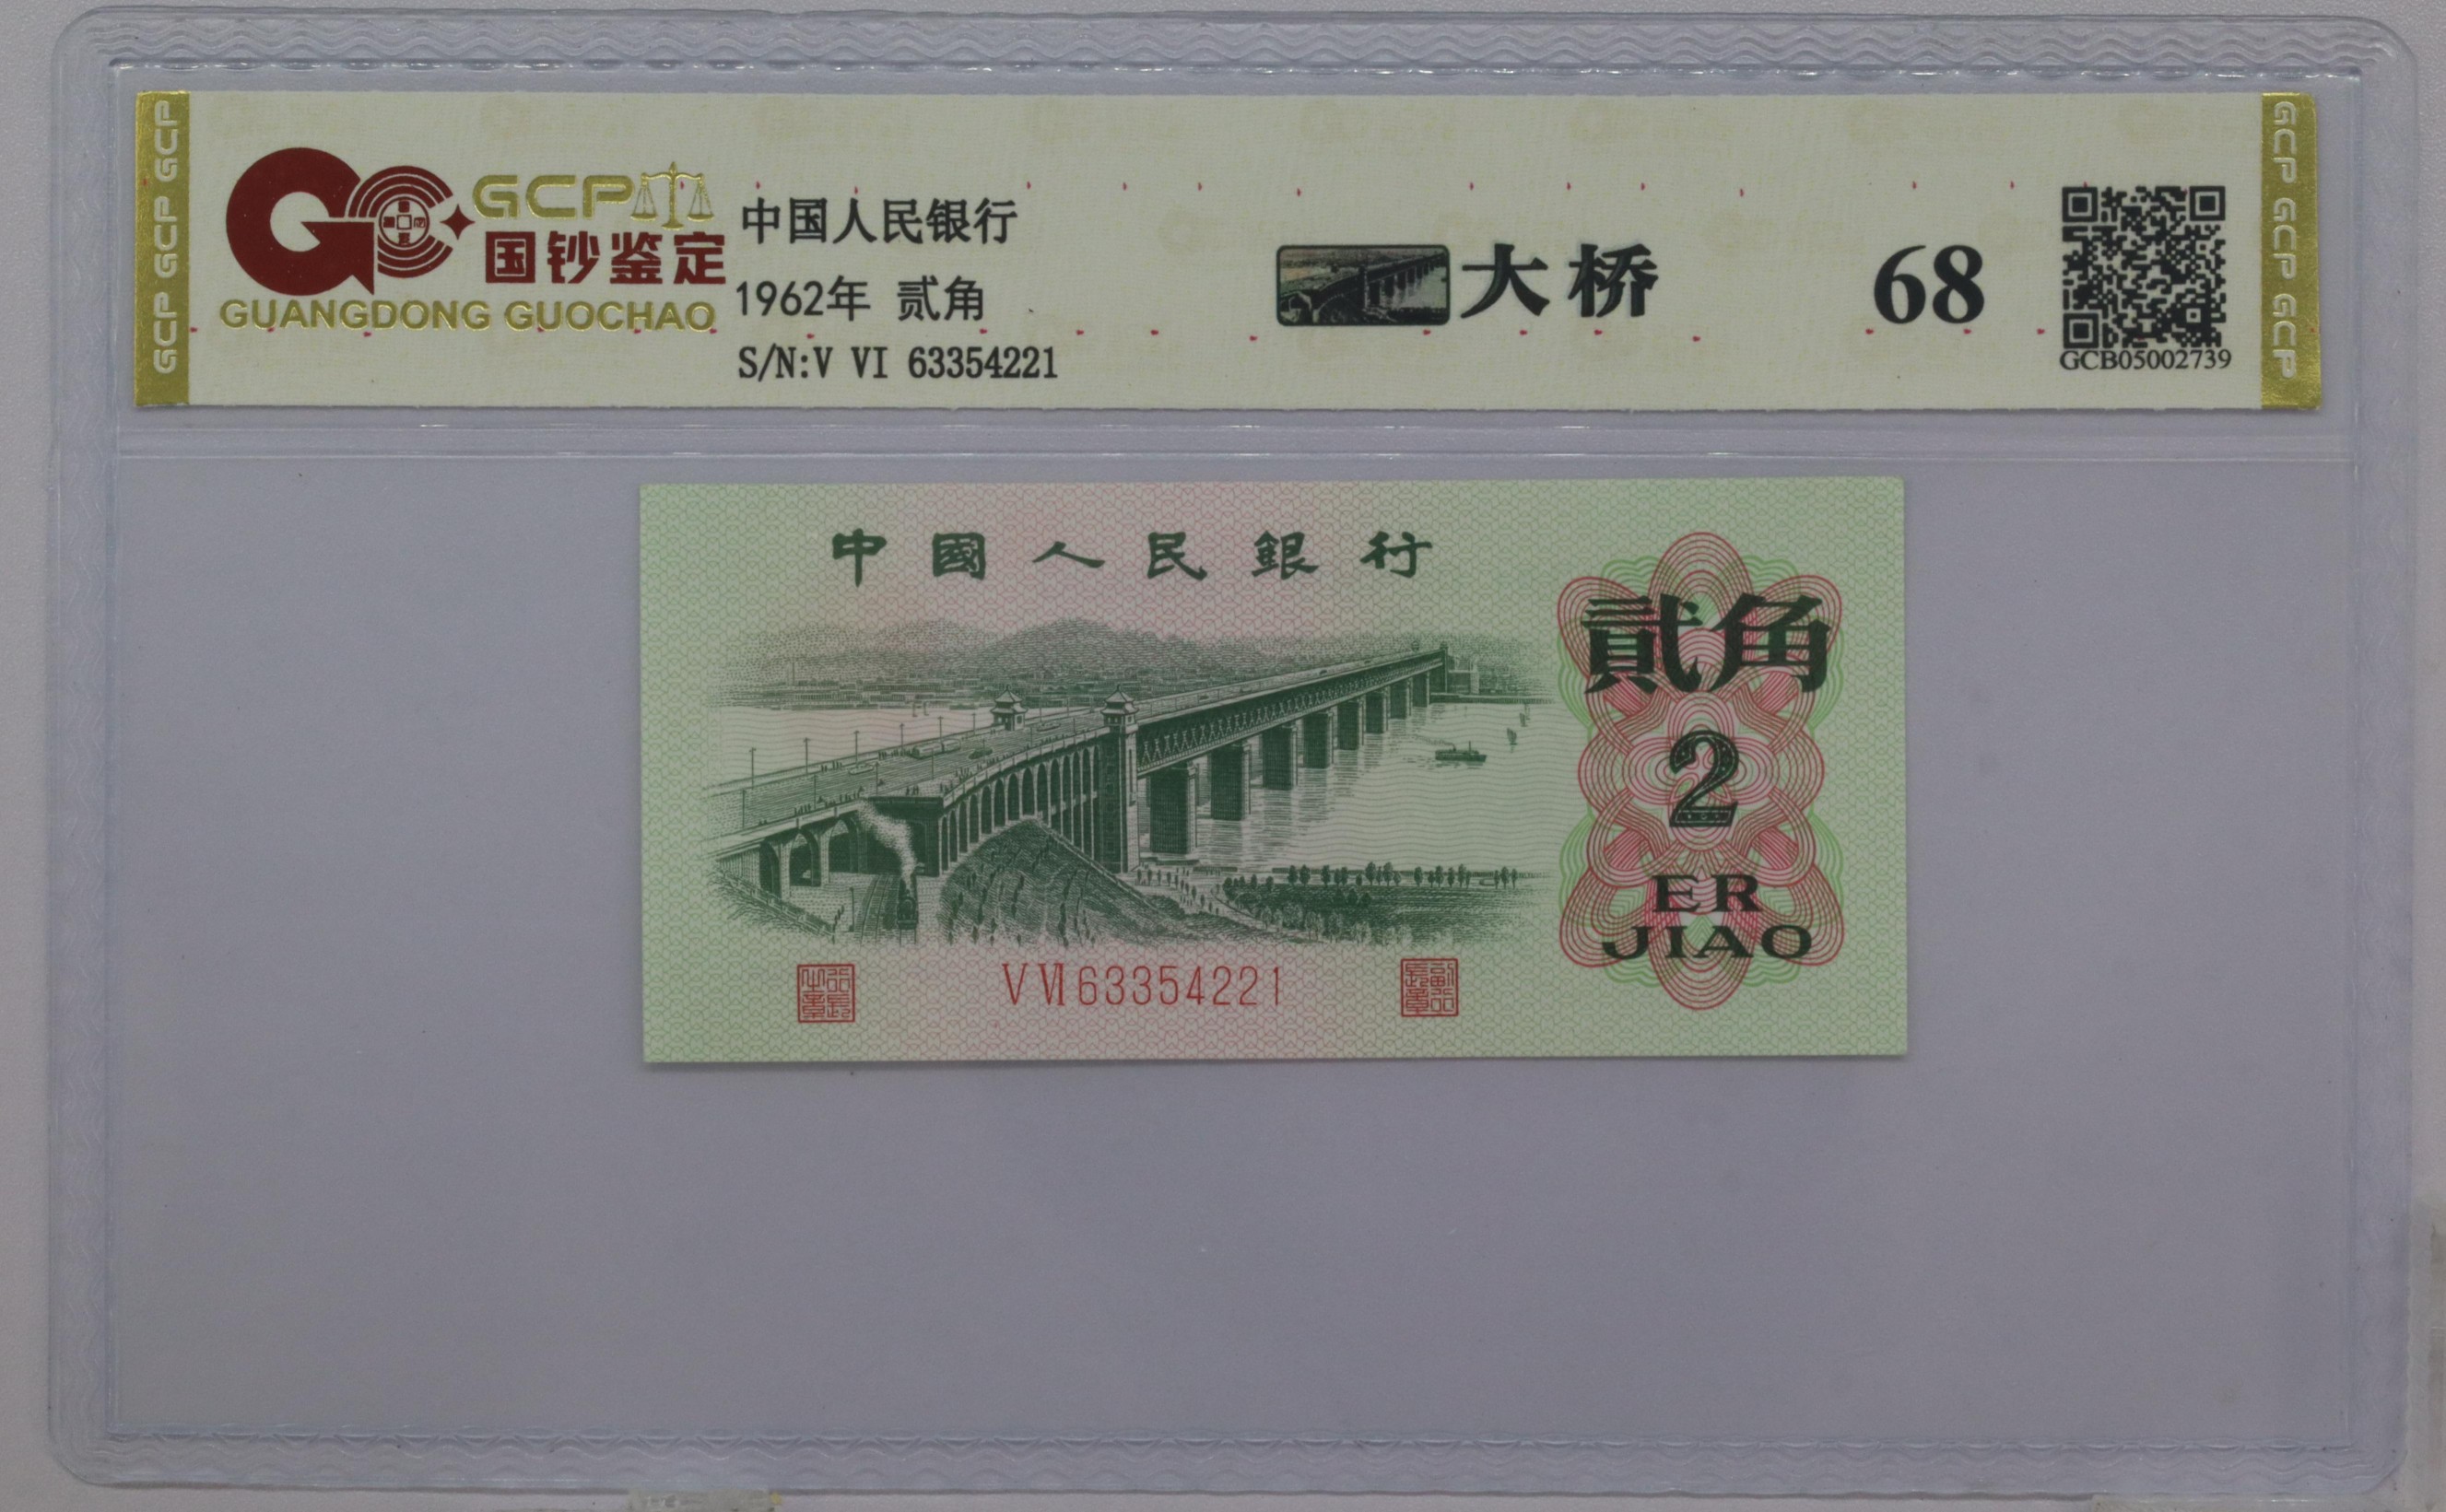 GCP GCP GCP
GCP
国钞鉴定
GUANGDONG GUOCHAO
中国人民银行
1962年 贰角
S/N:V VI 63354221
大桥
68
GCB05002739
GCP GCP GCP
中國人民銀行
貳角
2
ER
JIAO
V VI 63354221